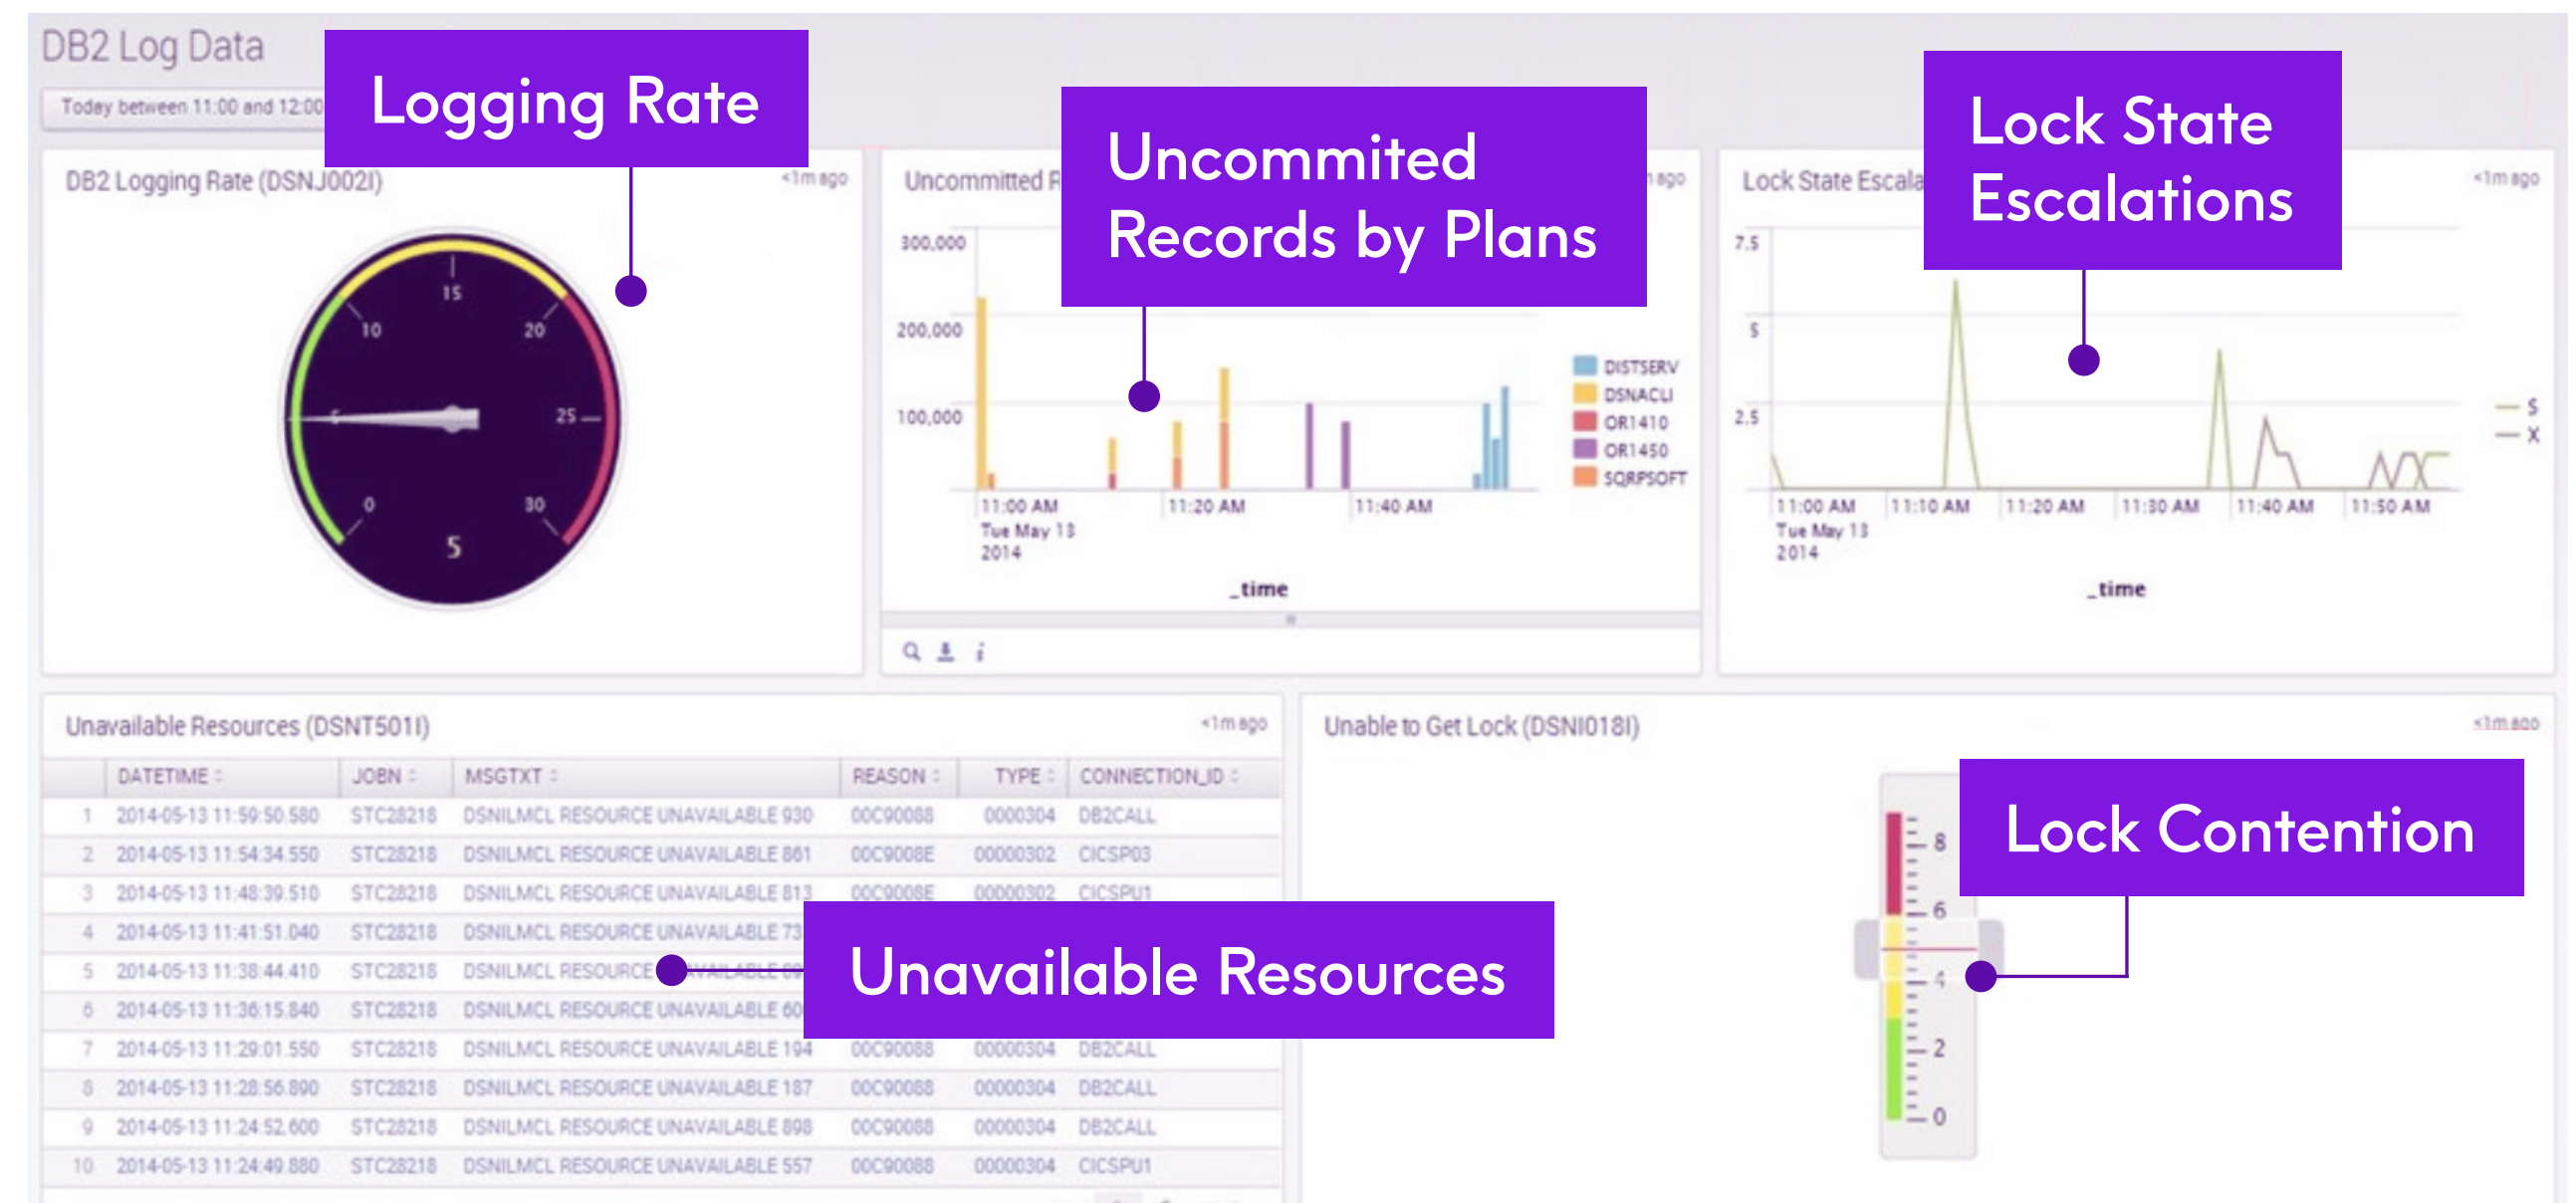 DB2 Log Data
Today between 11:00 and 12:00
Logging Rate
Uncommited
Records by Plans
Lock State
Escalations
DB2 Logging Rate (DSNJ002I)
<1m ago
15
10
20
5
25
0
30
5
Uncommitted
ago
300,000
200,000
100,000
11:00 AM
11:20 AM
11:40 AM
Tue May 13
2014
_time
DISTSERV
DSNACLI
OR1410
OR1450
SQRPSOFT
Lock State Escala
<1m ago
7.5
5
2.5
11:00 AM
11:10 AM
11:20 AM
11:30 AM
11:40 AM
11:50 AM
Tue May 13
2014
_time
S
X
Unavailable Resources (DSNT501I)
<1m ago
DATETIME JOBN MSGTXT REASON TYPE CONNECTION_ID
1 2014-05-13 11:59:50.580 STC28218 DSNILMCL RESOURCE UNAVAILABLE 930 00C90088 0000304 DB2CALL
2 2014-05-13 11:54:34.550 STC28218 DSNILMCL RESOURCE UNAVAILABLE 861 00C9008E 00000302 CICSP03
3 2014-05-13 11:48:39.510 STC28218 DSNILMCL RESOURCE UNAVAILABLE 813 00C9008E 00000302 CICSPU1
4 2014-05-13 11:41:51.040 STC28218 DSNILMCL RESOURCE UNAVAILABLE 73
5 2014-05-13 11:38:44.410 STC28218 DSNILMCL RESOURCE
6 2014-05-13 11:36:15.840 STC28218 DSNILMCL RESOURCE UNAVAILABLE 60
7 2014-05-13 11:29:01.550 STC28218 DSNILMCL RESOURCE UNAVAILABLE 194 00C90088 00000304 DB2CALL
8 2014-05-13 11:28:56.890 STC28218 DSNILMCL RESOURCE UNAVAILABLE 187 00C90088 00000304 DB2CALL
9 2014-05-13 11:24:52.600 STC28218 DSNILMCL RESOURCE UNAVAILABLE 898 00C90088 00000304 DB2CALL
10 2014-05-13 11:24:49.880 STC28218 DSNILMCL RESOURCE UNAVAILABLE 557 00C90088 00000304 CICSPU1
Unavailable Resources
Unable to Get Lock (DSNI018I)
<1m ago
Lock Contention
8
6
4
2
0